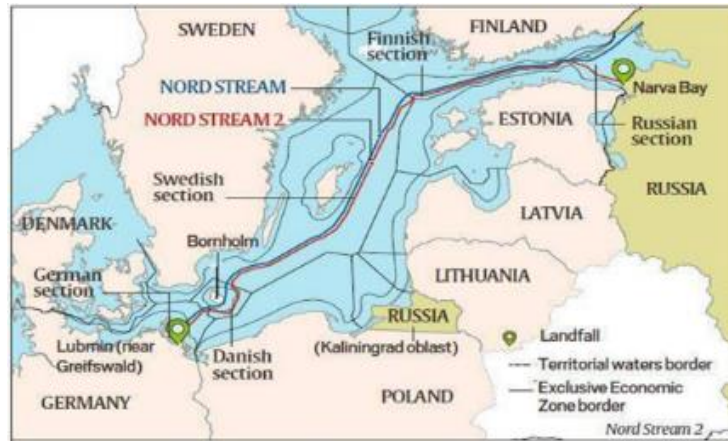 SWEDEN
FINLAND
Finnish
section
NORD STREAM
NORD STREAM 2
Narva Bay
ESTONIA
Russian
section
Swedish
section
RUSSIA
LATVIA
DENMARK
Bornholm
German
section
LITHUANIA
RUSSIA
(Kaliningrad oblast)
Landfall
Lubmin (near
Greifswald)
Danish
section
Territorial waters border
Exclusive Economic
Zone border
GERMANY
POLAND
Nord Stream 2